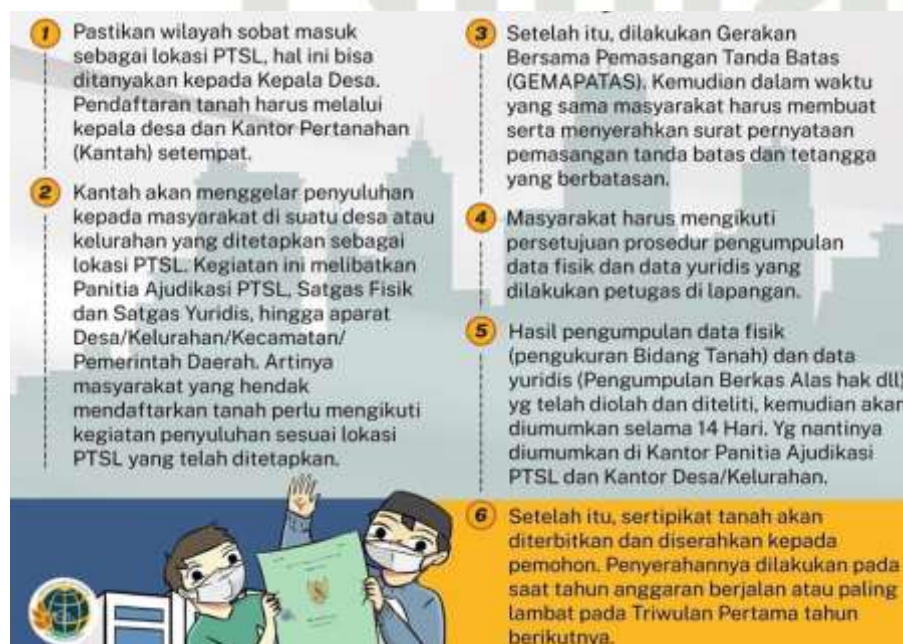 1 Pastikan wilayah sobat masuk
sebagai lokasi PTSL, hal ini bisa
ditanyakan kepada Kepala Desa.
Pendaftaran tanah harus melalui
kepala desa dan Kantor Pertanahan
(Kantah) setempat.
2 Kantah akan menggelar penyuluhan
kepada masyarakat di suatu desa atau
kelurahan yang ditetapkan sebagai
lokasi PTSL. Kegiatan ini melibatkan
Panitia Ajudikasi PTSL, Satgas Fisik
dan Satgas Yuridis, hingga aparat
Desa/Kelurahan/Kecamatan/
Pemerintah Daerah. Artinya
masyarakat yang hendak
mendaftarkan tanah perlu mengikuti
kegiatan penyuluhan sesuai lokasi
PTSL yang telah ditetapkan.
3 Setelah itu, dilakukan Gerakan
Bersama Pemasangan Tanda Batas
(GEMAPATAS). Kemudian dalam waktu
yang sama masyarakat harus membuat
serta menyerahkan surat pernyataan
pemasangan tanda batas dan tetangga
yang berbatasan.
4 Masyarakat harus mengikuti
persetujuan prosedur pengumpulan
data fisik dan data yuridis yang
dilakukan petugas di lapangan.
5 Hasil pengumpulan data fisik
(pengukuran Bidang Tanah) dan data
yuridis (Pengumpulan Berkas Alas hak dll)
yg telah diolah dan diteliti, kemudian akan
diumumkan selama 14 Hari. Yg nantinya
diumumkan di Kantor Panitia Ajudikasi
PTSL dan Kantor Desa/Kelurahan.
6 Setelah itu, sertipikat tanah akan
diterbitkan dan diserahkan kepada
pemohon. Penyerahannya dilakukan pada
saat tahun anggaran berjalan atau paling
lambat pada Triwulan Pertama tahun
berikutnya.